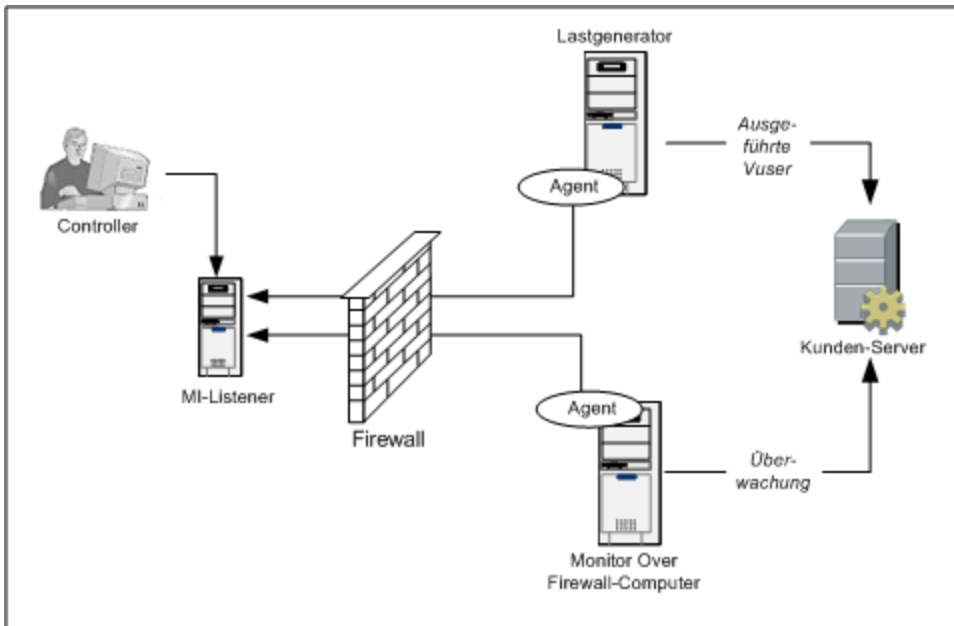 Lastgenerator
Ausge-
führte
Vuser
Agent
Controller
Kunden-Server
MI-Listener
Firewall
Agent
Über-
wachung
Monitor Over
Firewall-Computer